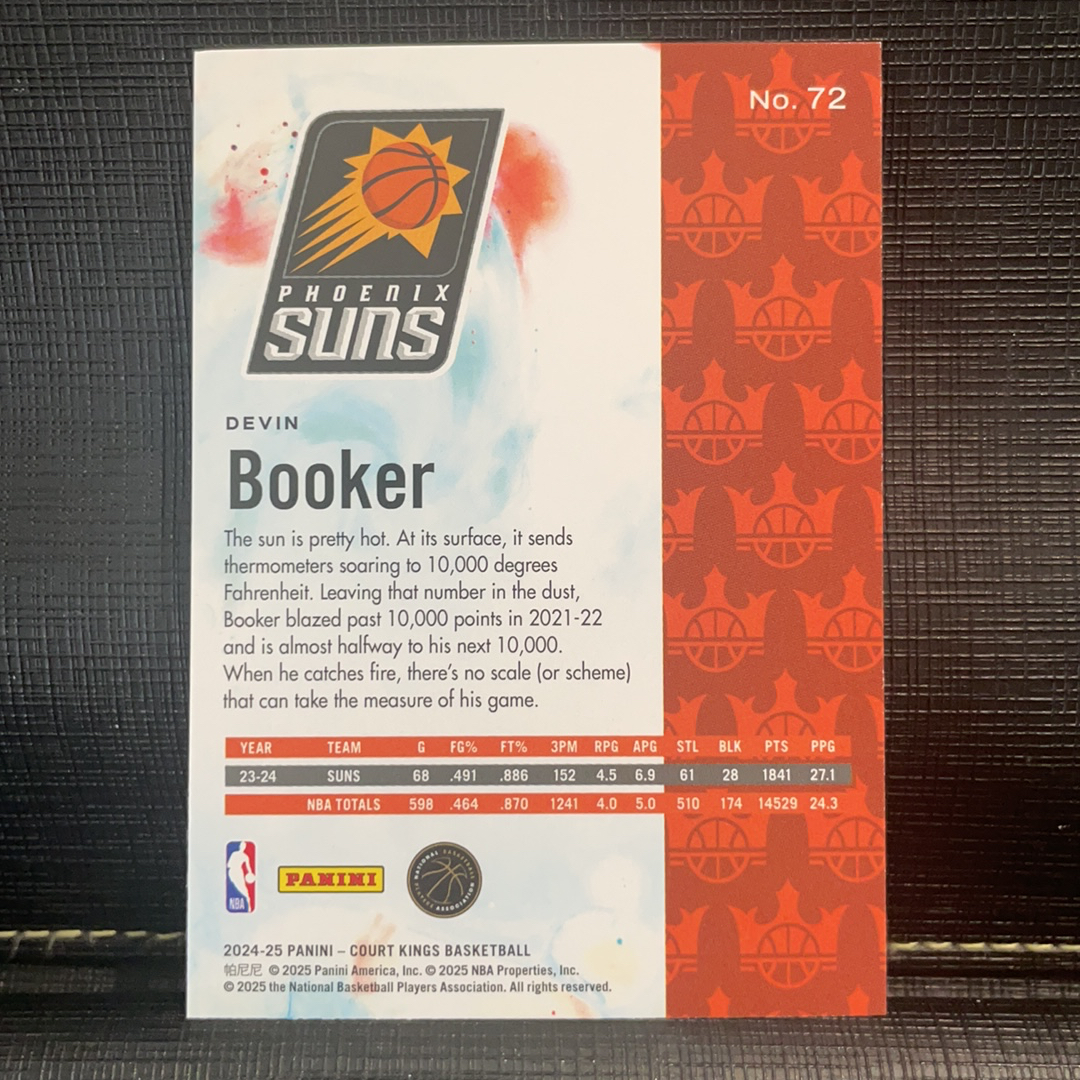 No. 72
PHOENIX
SUNS
DEVIN
Booker
The sun is pretty hot. At its surface, it sends
thermometers soaring to 10,000 degrees
Fahrenheit. Leaving that number in the dust,
Booker blazed past 10,000 points in 2021-22
and is almost halfway to his next 10,000.
When he catches fire, there's no scale (or scheme)
that can take the measure of his game.
YEAR TEAM G FG% FT% 3PM RPG APG STL BLK PTS PPG
23-24 SUNS 68 .491 .886 152 4.5 6.9 61 28 1841 27.1
NBA TOTALS 598 .464 .870 1241 4.0 5.0 510 174 14529 24.3
NBA
PANINI
NATIONAL BASKETBALL PLAYERS ASSOCIATION
2024-25 PANINI – COURT KINGS BASKETBALL
帕尼尼 © 2025 Panini America, Inc. © 2025 NBA Properties, Inc.
© 2025 the National Basketball Players Association. All rights reserved.